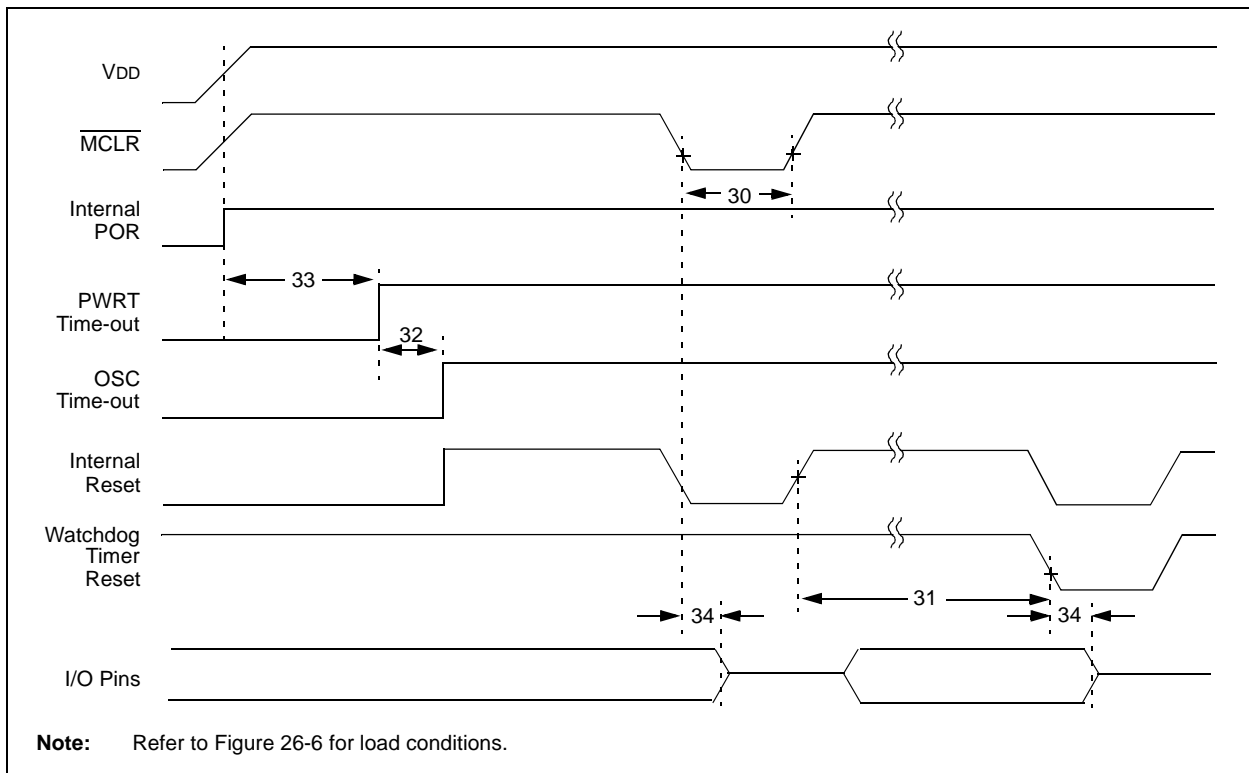 VDD
MCLR
30
Internal
POR
33
PWRT
Time-out
32
OSC
Time-out
Internal
Reset
Watchdog
Timer
Reset
31
34
34
I/O Pins
Note: Refer to Figure 26-6 for load conditions.